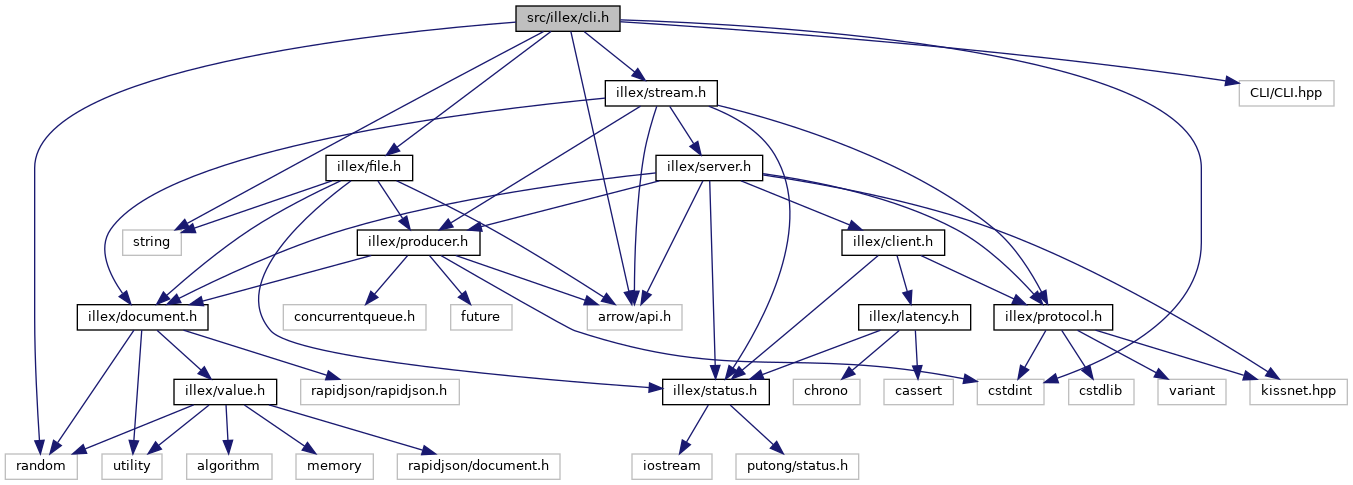 src/illex/cli.h
illex/stream.h
CLI/CLI.hpp
illex/file.h
illex/server.h
string
illex/producer.h
illex/client.h
illex/document.h
concurrentqueue.h
future
arrow/api.h
illex/latency.h
illex/protocol.h
illex/value.h
rapidjson/rapidjson.h
illex/status.h
chrono
cassert
cstdint
cstdlib
variant
kissnet.hpp
random
utility
algorithm
memory
rapidjson/document.h
iostream
putong/status.h